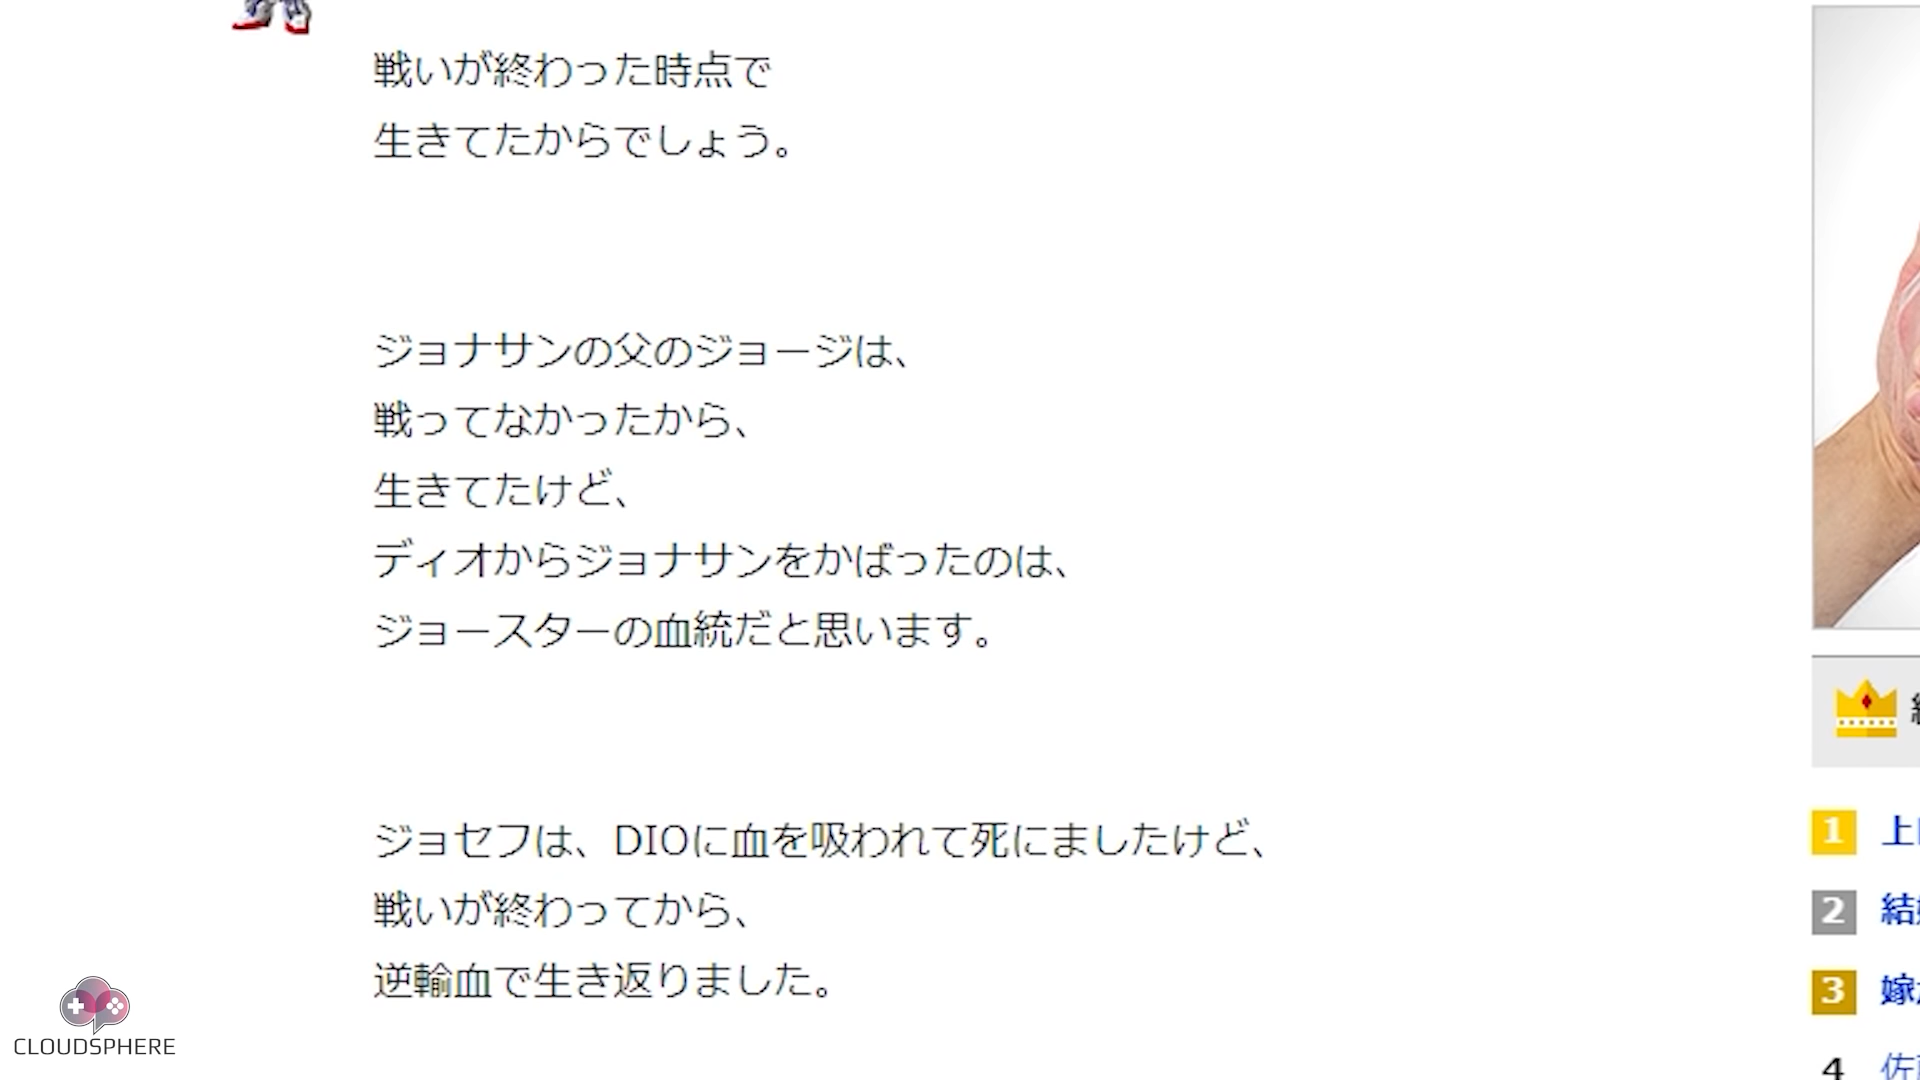 戦いが終わった時点で
生きてたからでしょう。
ジョナサンの父のジョージは、
戦ってなかったから、
生きてたけど、
ディオからジョナサンをかばったのは、
ジョースターの血統だと思います。
ジョセフは、DIOに血を吸われて死にましたけど、
戦いが終わってから、
逆輸血で生き返りました。
1 上
2 結
3 嫁
4 佐
CLOUDSPHERE